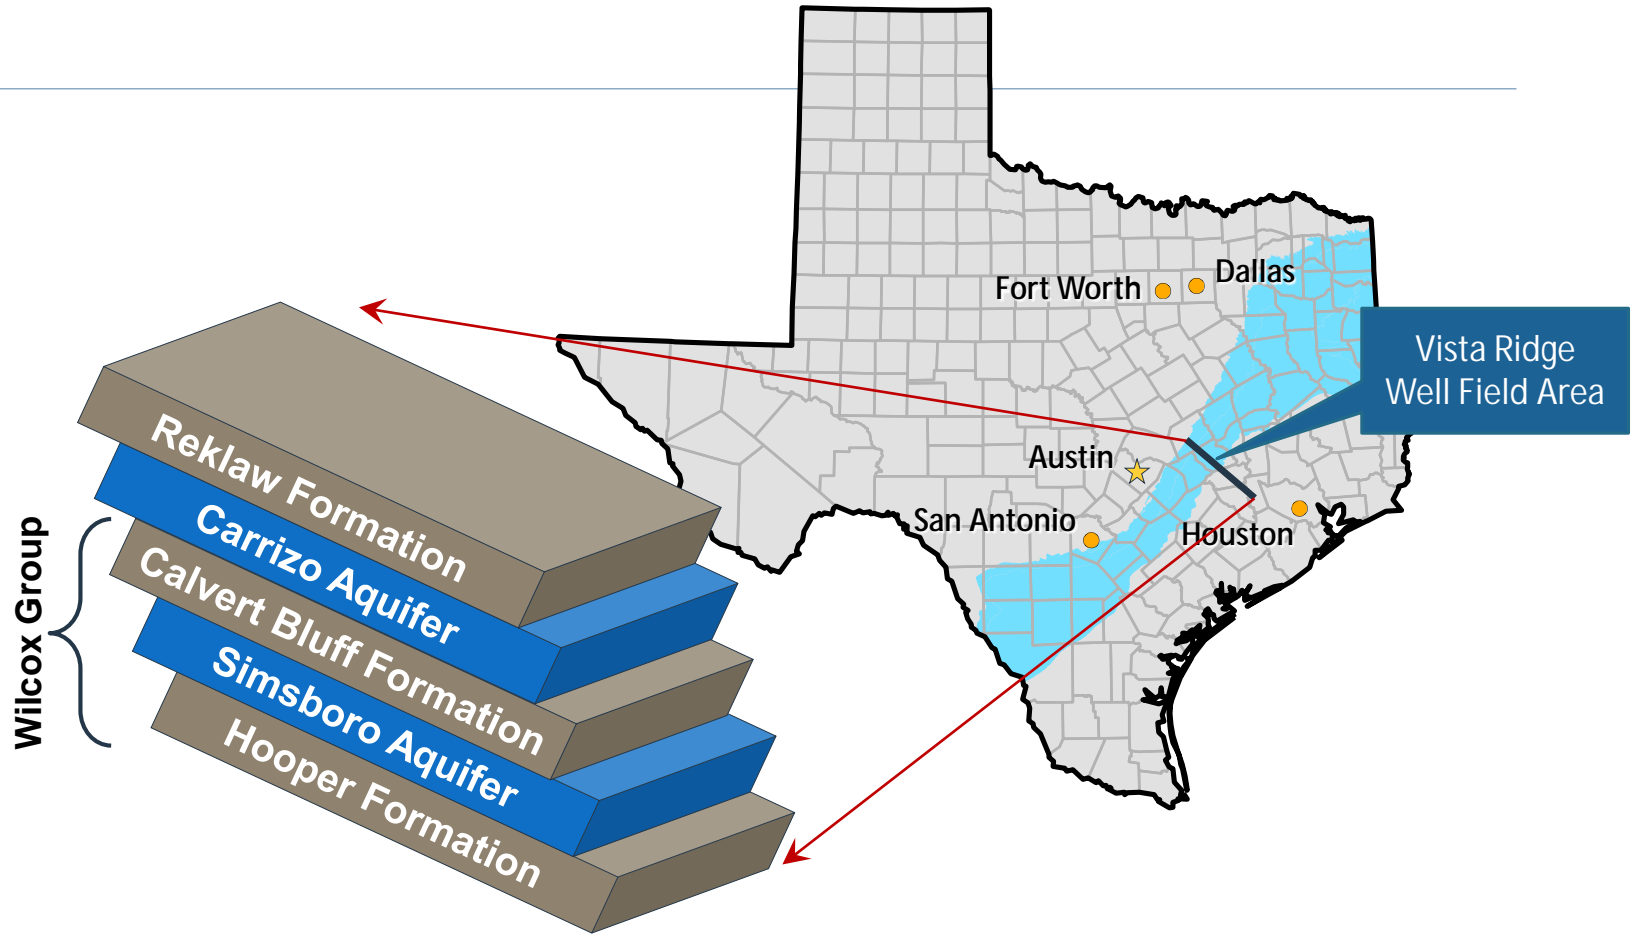 Fort Worth
Dallas
Vista Ridge
Well Field Area
Austin
San Antonio
Houston
Reklaw Formation
Carrizo Aquifer
Calvert Bluff Formation
Simsboro Aquifer
Hooper Formation
Wilcox Group